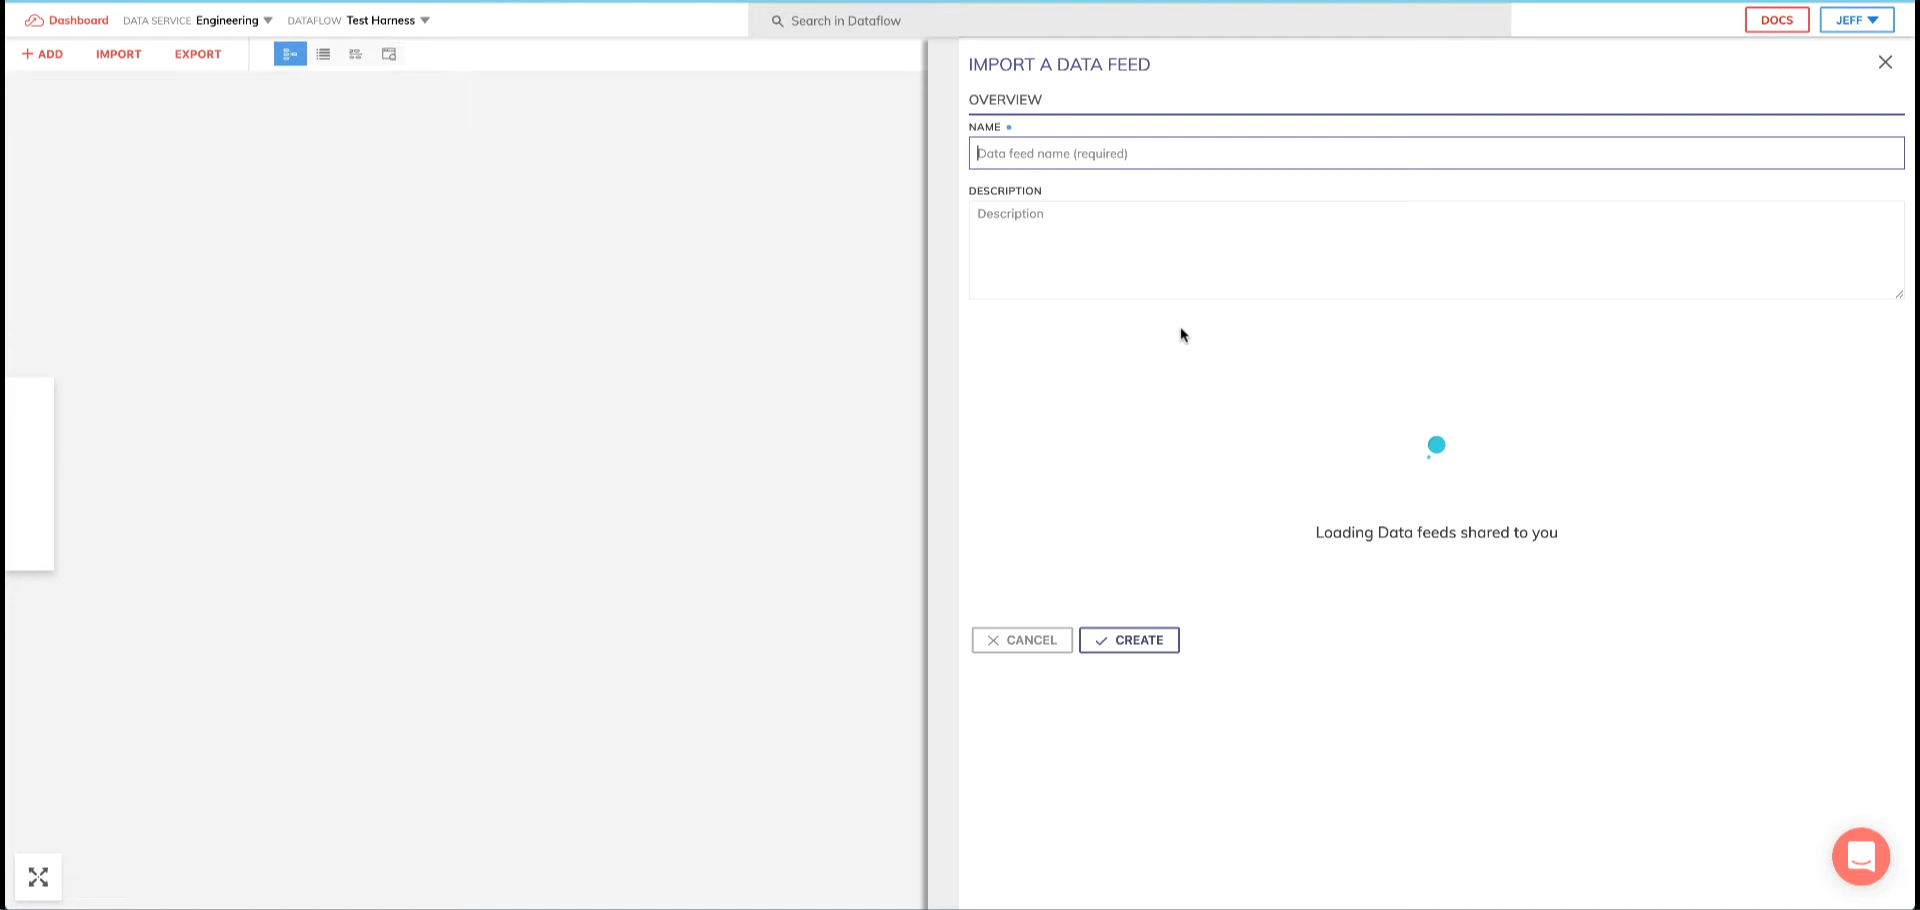 Dashboard DATA SERVICE Engineering DATAFLOW Test Harness Search in Dataflow DOCS JEFF
+ ADD IMPORT EXPORT
IMPORT A DATA FEED
OVERVIEW
NAME
Data feed name (required)
DESCRIPTION
Description
Loading Data feeds shared to you
CANCEL CREATE